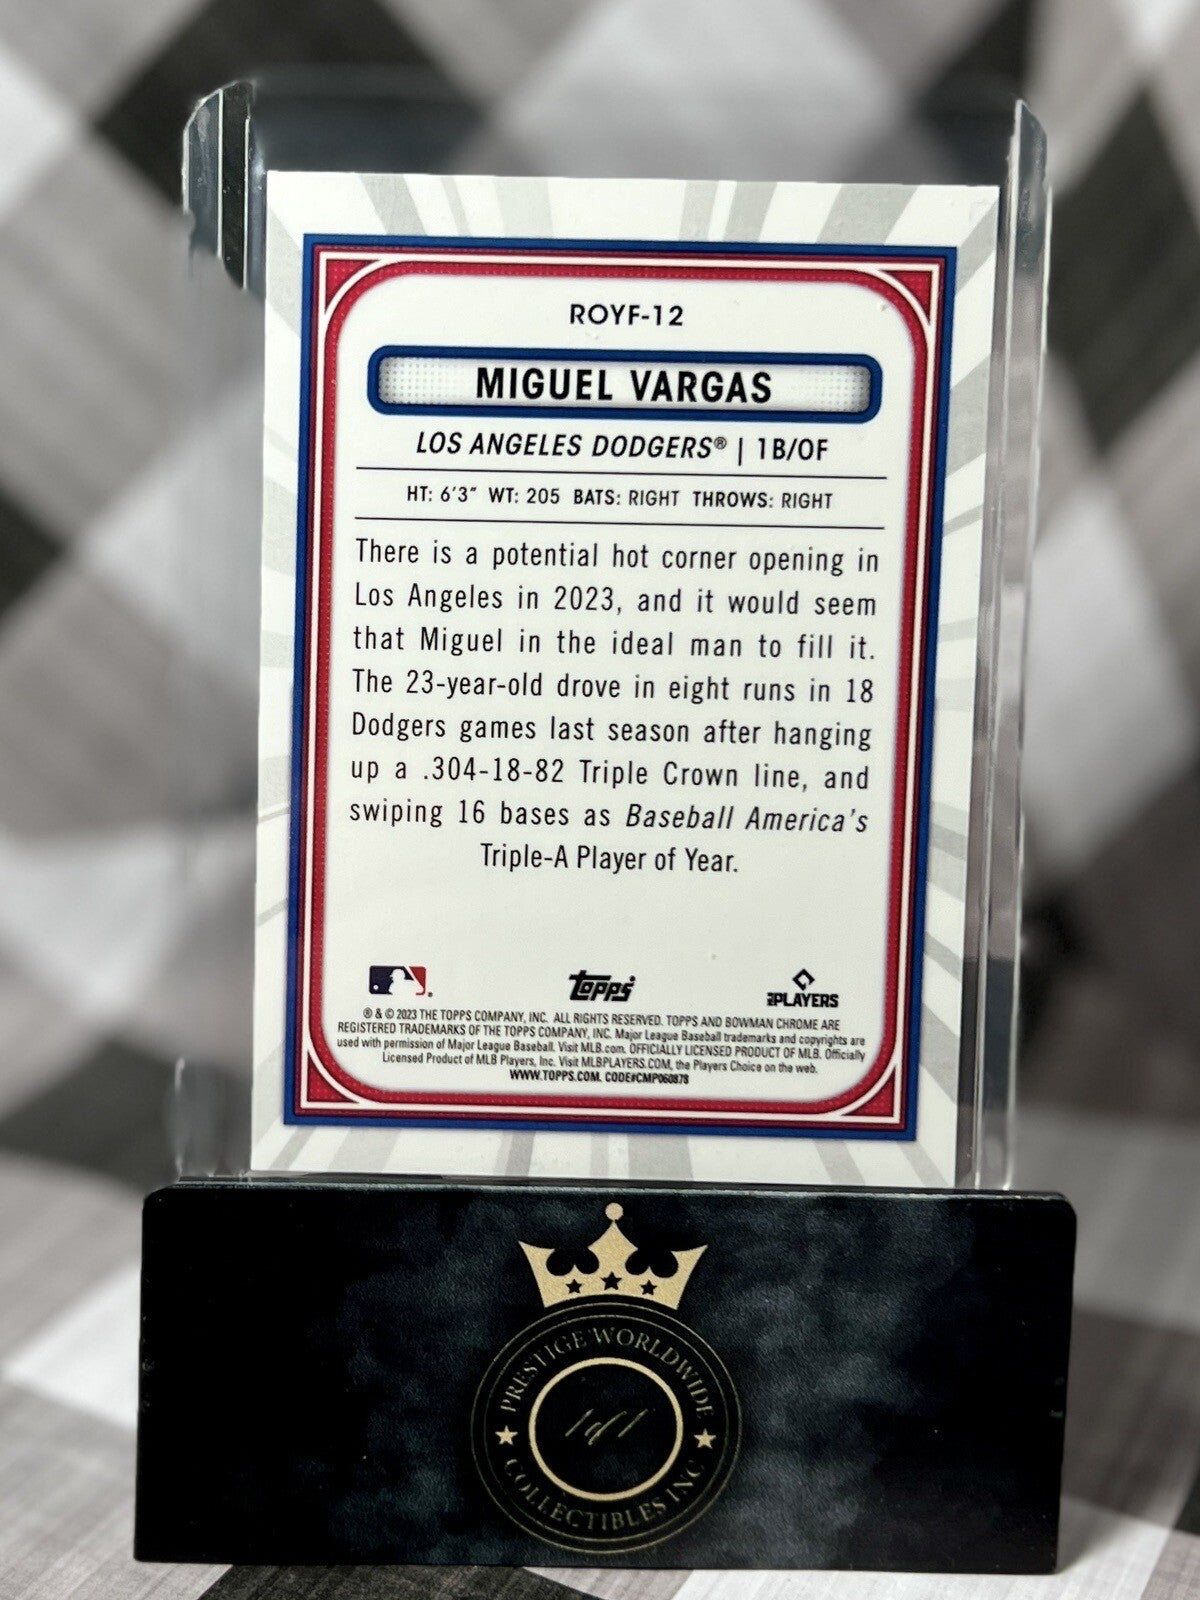 ROYF-12
MIGUEL VARGAS
LOS ANGELES DODGERS® | 1B/OF
HT: 6'3" WT: 205 BATS: RIGHT THROWS: RIGHT
There is a potential hot corner opening in
Los Angeles in 2023, and it would seem
that Miguel in the ideal man to fill it.
The 23-year-old drove in eight runs in 18
Dodgers games last season after hanging
up a .304-18-82 Triple Crown line, and
swiping 16 bases as Baseball America's
Triple-A Player of Year.
Topps
PLAYERS
® & © 2023 THE TOPPS COMPANY, INC. ALL RIGHTS RESERVED. TOPPS AND BOWMAN CHROME ARE
REGISTERED TRADEMARKS OF THE TOPPS COMPANY, INC. Major League Baseball trademarks and copyrights are
used with permission of Major League Baseball. Visit MLB.com. OFFICIALLY LICENSED PRODUCT OF MLB. Officially
Licensed Product of MLB Players, Inc. Visit MLBPLAYERS.COM, the Players Choice on the web.
WWW.TOPPS.COM. CODE#CMP060878
PRESTIGE WORLDWIDE
1of1
COLLECTIBLES INC